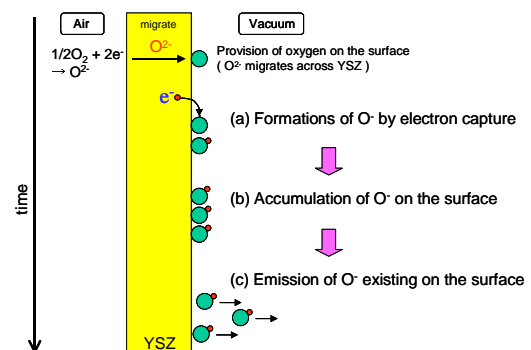 Air
migrate
Vacuum
1/2O₂ + 2e⁻
→ O²⁻
O²⁻
Provision of oxygen on the surface
( O²⁻ migrates across YSZ )
e⁻
(a) Formations of O⁻ by electron capture
(b) Accumulation of O⁻ on the surface
time
(c) Emission of O⁻ existing on the surface
YSZ